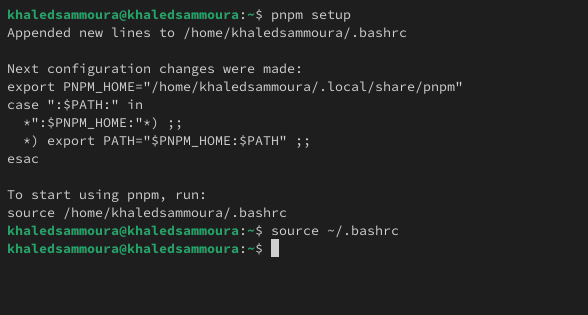 khaledsammoura@khaledsammoura:~$ pnpm setup
Appended new lines to /home/khaledsammoura/.bashrc

Next configuration changes were made:
export PNPM_HOME="/home/khaledsammoura/.local/share/pnpm"
case ":$PATH:" in
  *":$PNPM_HOME:"*) ;;
  *) export PATH="$PNPM_HOME:$PATH" ;;
esac

To start using pnpm, run:
source /home/khaledsammoura/.bashrc
khaledsammoura@khaledsammoura:~$ source ~/.bashrc
khaledsammoura@khaledsammoura:~$